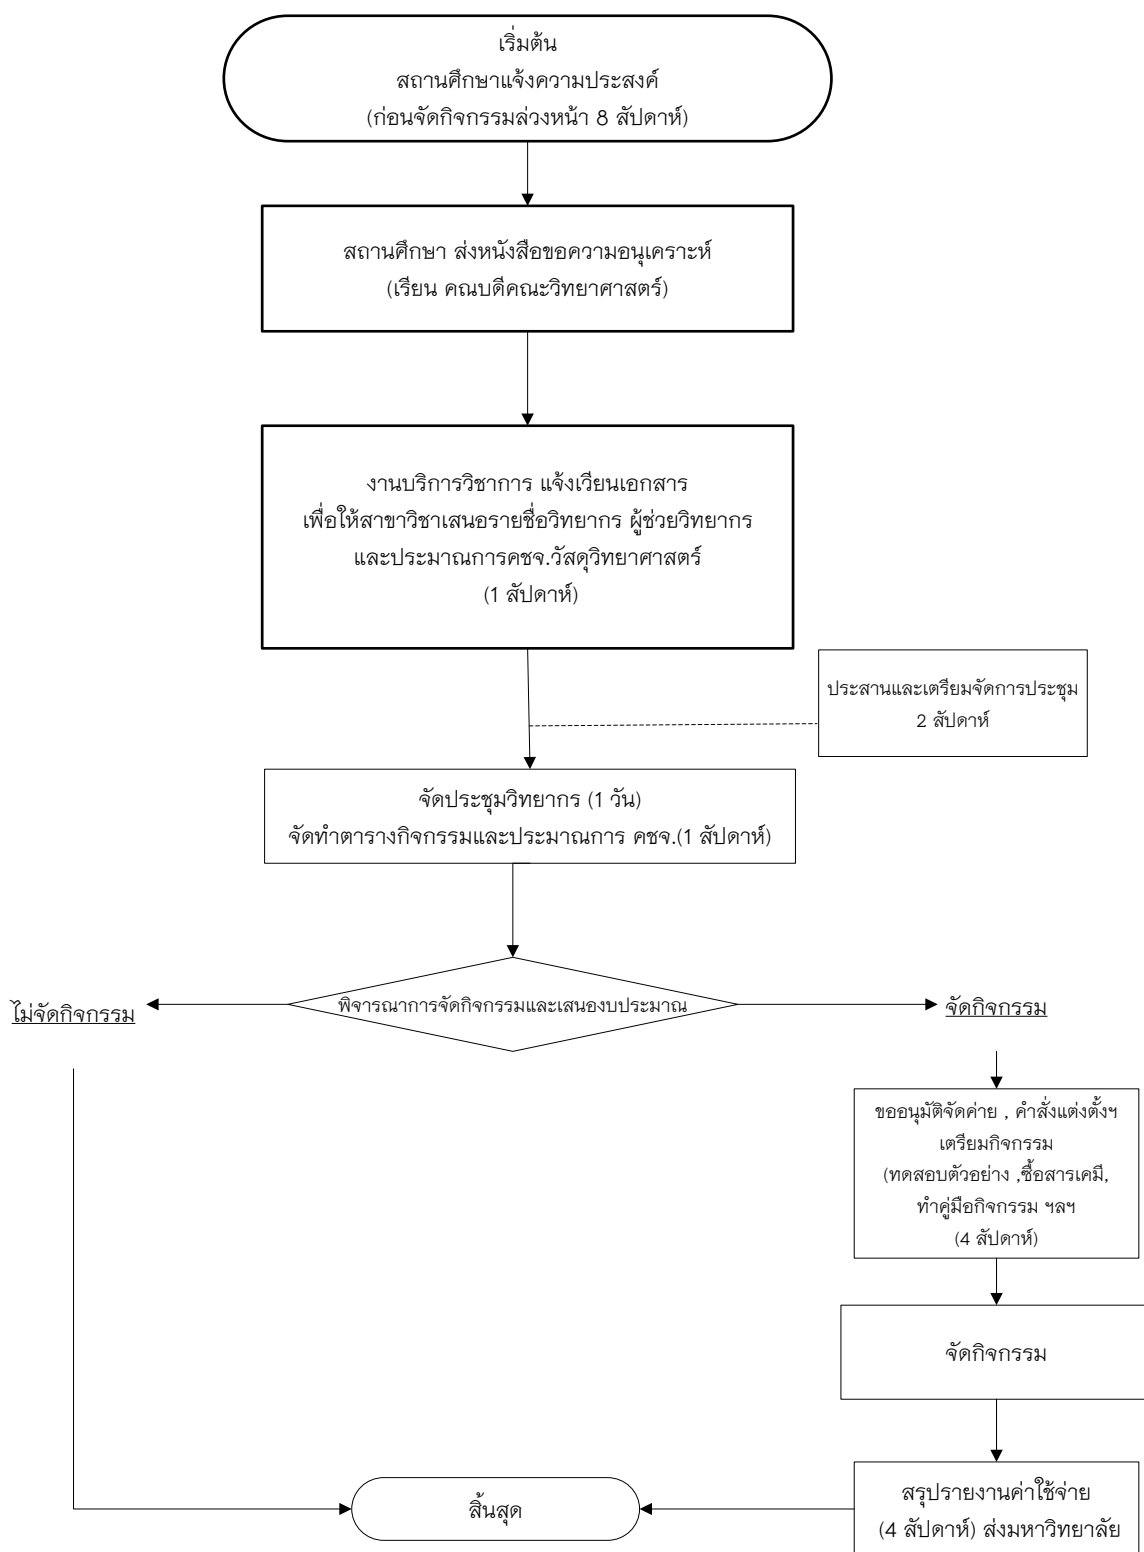 เริ่มต้น
สถานศึกษาแจ้งความประสงค์
(ก่อนจัดกิจกรรมล่วงหน้า 8 สัปดาห์)
สถานศึกษา ส่งหนังสือขอความอนุเคราะห์
(เรียน คณบดีคณะวิทยาศาสตร์)
งานบริการวิชาการ แจ้งเวียนเอกสาร
เพื่อให้สาขาวิชาเสนอรายชื่อวิทยากร ผู้ช่วยวิทยากร
และประมาณการคชจ.วัสดุวิทยาศาสตร์
(1 สัปดาห์)
ประสานและเตรียมจัดการประชุม
2 สัปดาห์
จัดประชุมวิทยากร (1 วัน)
จัดทำตารางกิจกรรมและประมาณการ คชจ.(1 สัปดาห์)
พิจารณาการจัดกิจกรรมและเสนองบประมาณ
ไม่จัดกิจกรรม
จัดกิจกรรม
ขออนุมัติจัดค่าย , คำสั่งแต่งตั้งฯ
เตรียมกิจกรรม
(ทดสอบตัวอย่าง ,ซื้อสารเคมี,
ทำคู่มือกิจกรรม ฯลฯ
(4 สัปดาห์)
จัดกิจกรรม
สรุปรายงานค่าใช้จ่าย
(4 สัปดาห์) ส่งมหาวิทยาลัย
สิ้นสุด